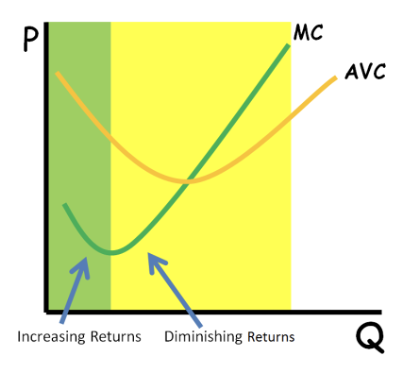 P
MC
AVC
Increasing Returns
Diminishing Returns
Q